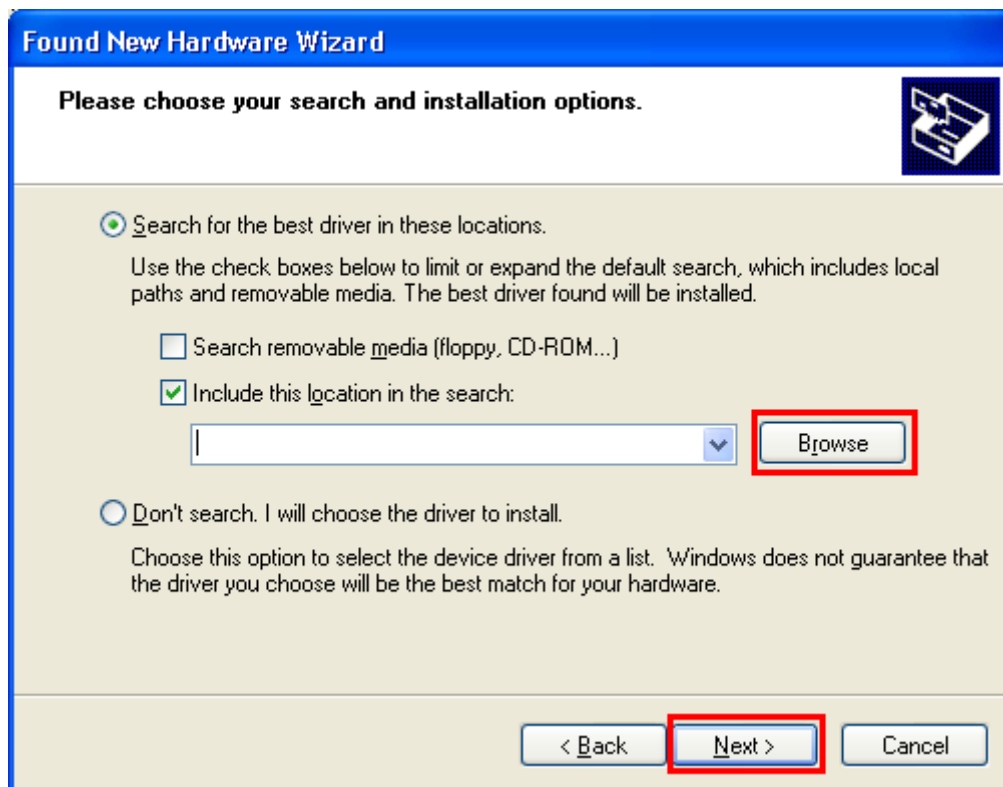 Found New Hardware Wizard
Please choose your search and installation options.
Search for the best driver in these locations.
Use the check boxes below to limit or expand the default search, which includes local
paths and removable media. The best driver found will be installed.
Search removable media (floppy, CD-ROM...)
Include this location in the search:
Browse
Don't search. I will choose the driver to install.
Choose this option to select the device driver from a list.  Windows does not guarantee that
the driver you choose will be the best match for your hardware.
< Back Next > Cancel